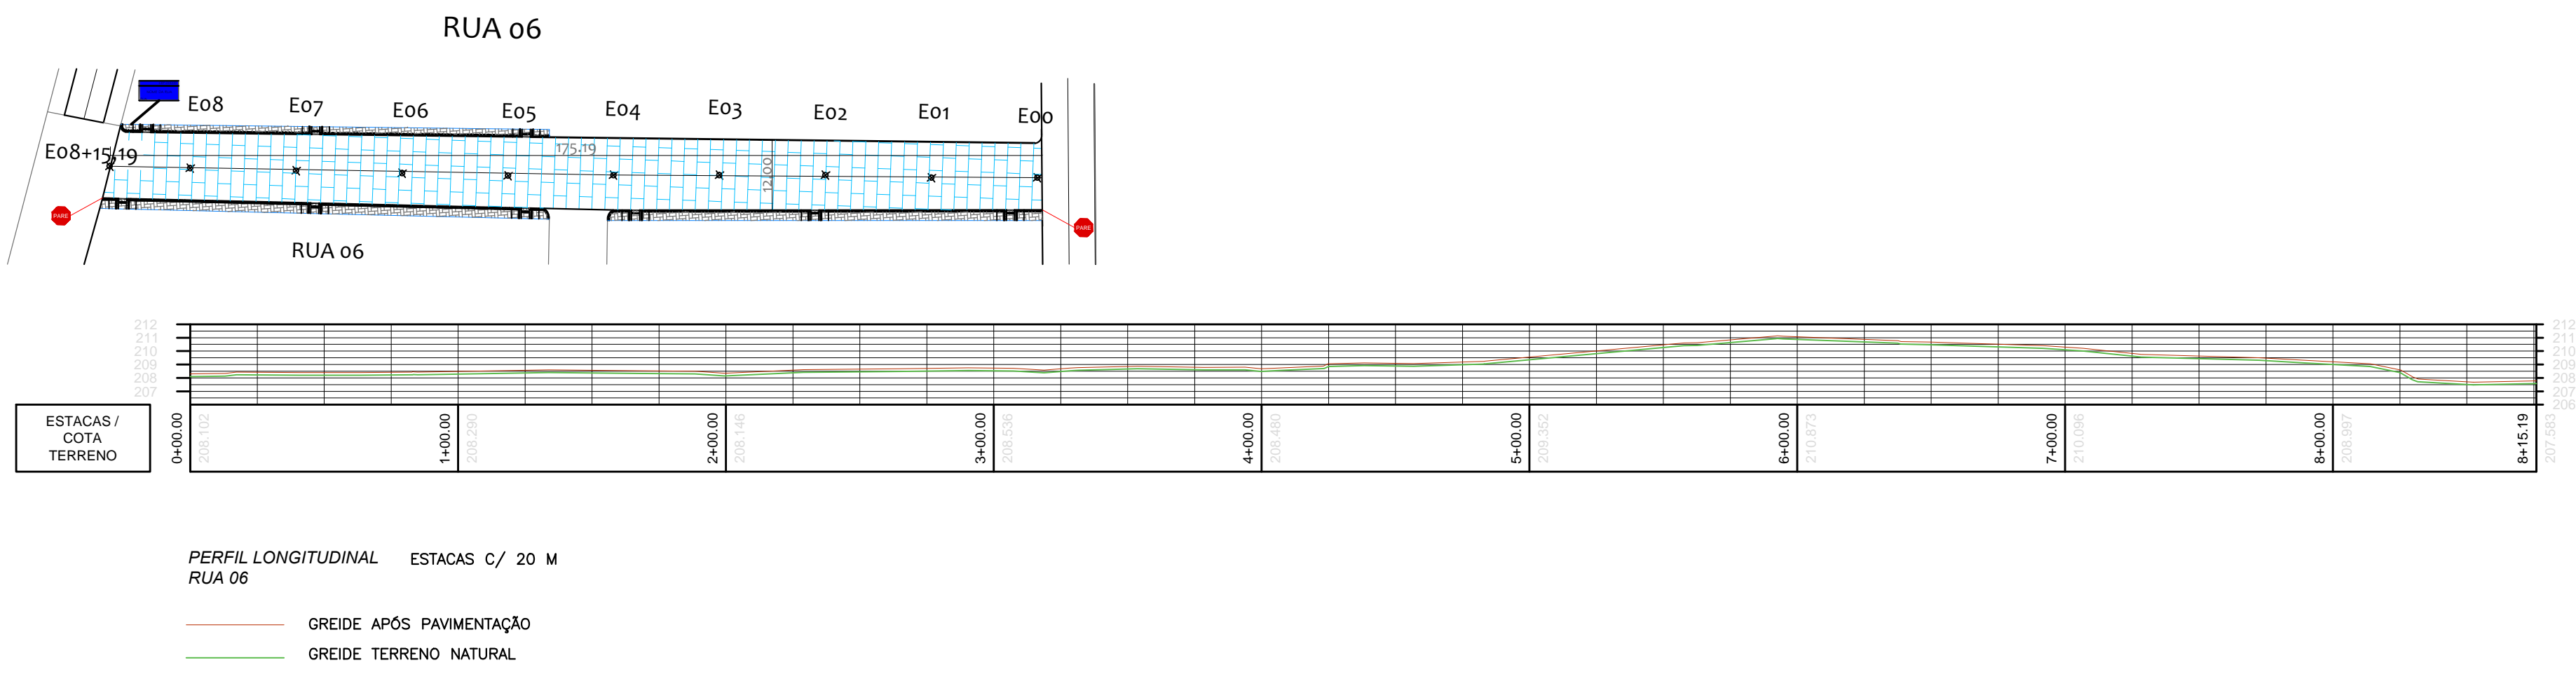 RUA 06
E08 E07 E06 E05 E04 E03 E02 E01 E00
E08+15,19
175.19
12.00
PARE
PARE
RUA 06
212
211
210
209
208
207
212
211
210
209
208
207
206
ESTACAS /
COTA
TERRENO
0+00.00
208.102
1+00.00
208.290
2+00.00
208.146
3+00.00
208.536
4+00.00
208.480
5+00.00
209.352
6+00.00
210.873
7+00.00
210.096
8+00.00
208.997
8+15.19
207.583
PERFIL LONGITUDINAL ESTACAS C/ 20 M
RUA 06
GREIDE APÓS PAVIMENTAÇÃO
GREIDE TERRENO NATURAL